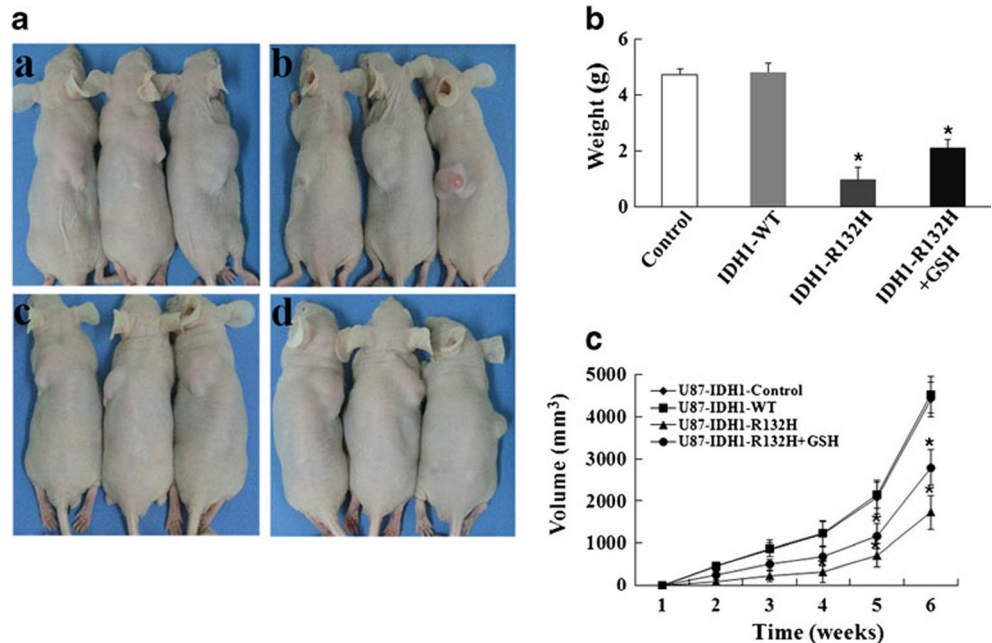 a
a
b
c
d
b
Weight (g)
6
4
2
0
*
*
Control
IDH1-WT
IDH1-R132H
IDH1-R132H
+GSH
c
Volume (mm³)
5000
4000
3000
2000
1000
0
U87-IDH1-Control
U87-IDH1-WT
U87-IDH1-R132H
U87-IDH1-R132H+GSH
*
*
*
*
*
1 2 3 4 5 6
Time (weeks)